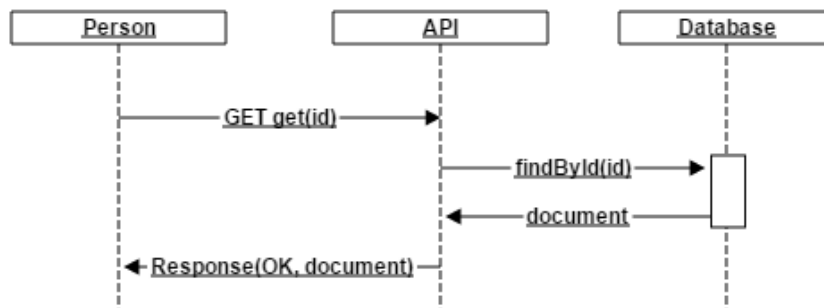 Person
API
Database
GET get(id)
findById(id)
document
Response(OK, document)